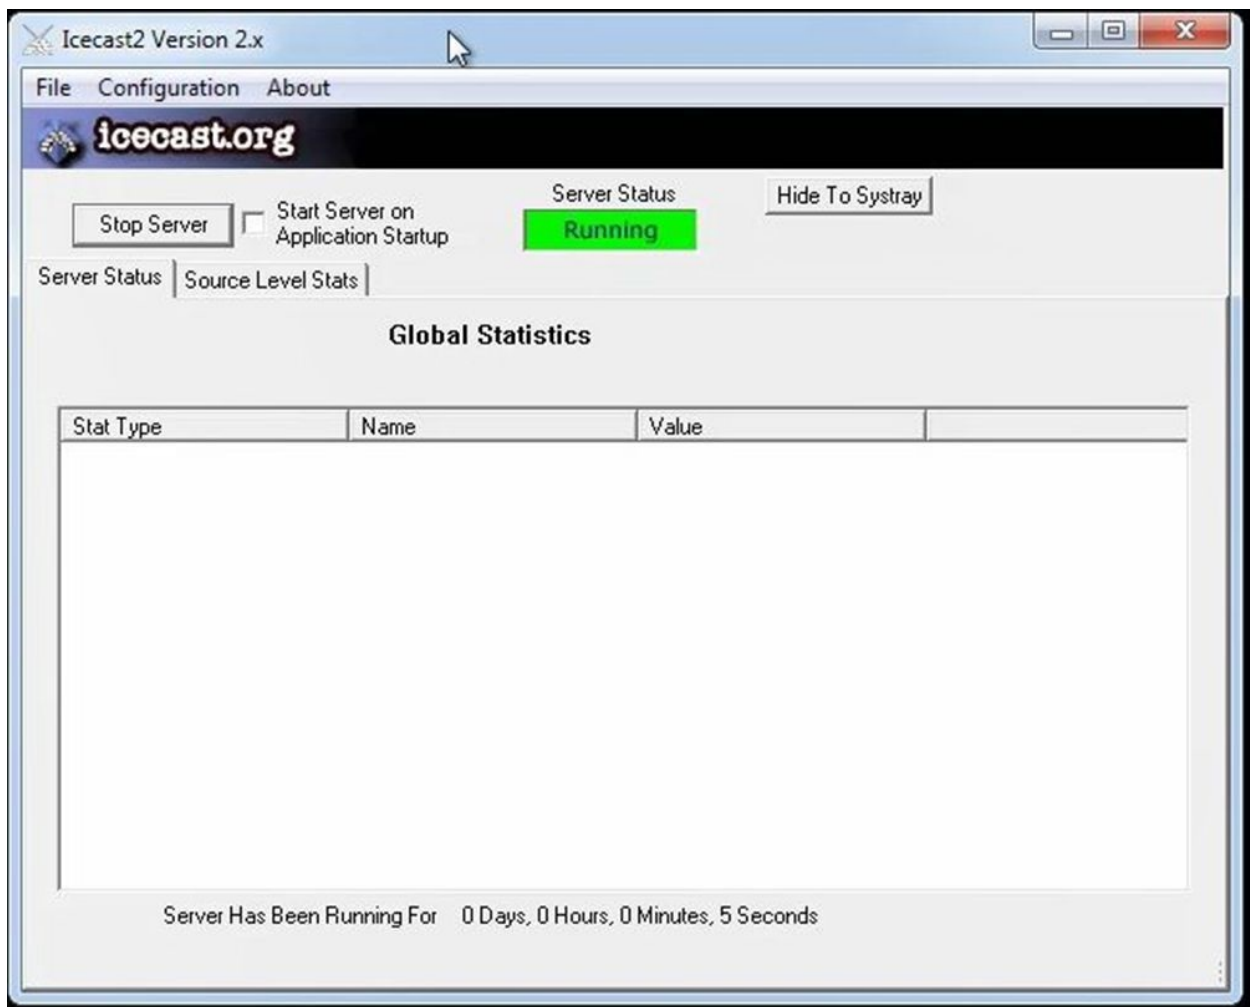 Icecast2 Version 2.x
File Configuration About
icecast.org
Stop Server
Start Server on
Application Startup
Server Status
Running
Hide To Systray
Server Status
Source Level Stats
Global Statistics
Stat Type Name Value
Server Has Been Running For 0 Days, 0 Hours, 0 Minutes, 5 Seconds